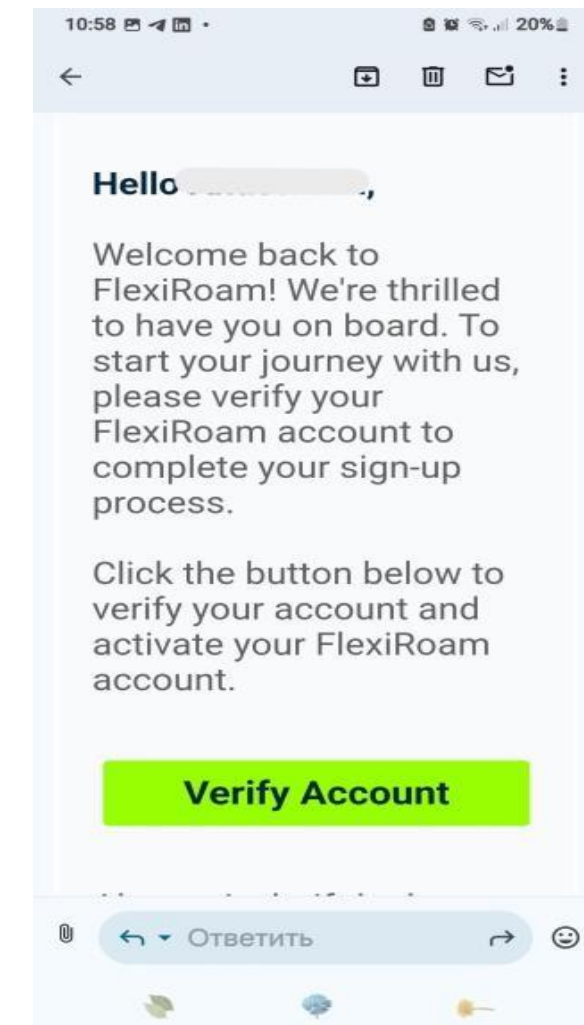 10:58
20%
Hello ,
Welcome back to
FlexiRoam! We're thrilled
to have you on board. To
start your journey with us,
please verify your
FlexiRoam account to
complete your sign-up
process.
Click the button below to
verify your account and
activate your FlexiRoam
account.
Verify Account
Ответить